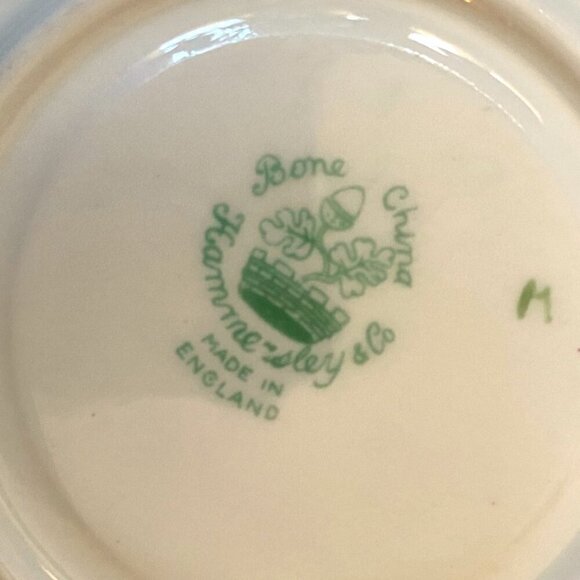 Bone China
Hammersley & Co
MADE IN
ENGLAND
M